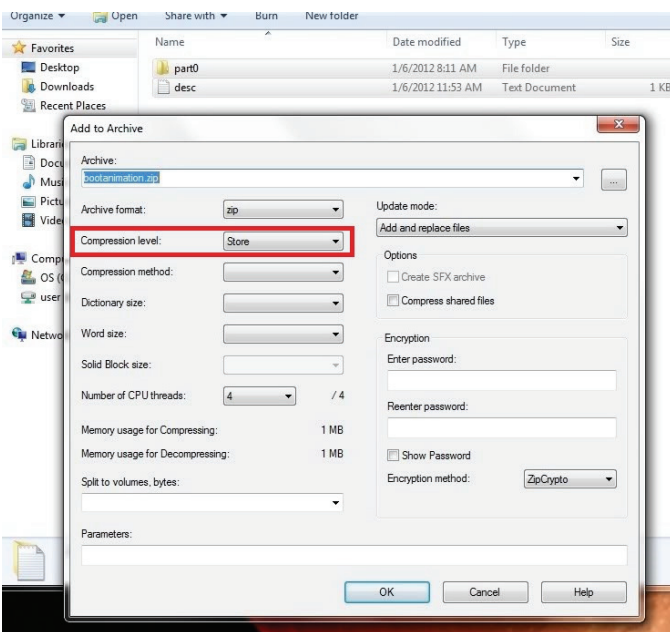 Organize Open Share with Burn New folder
Favorites
Desktop
Downloads
Recent Places
Name Date modified Type Size
part0 1/6/2012 8:11 AM File folder
desc 1/6/2012 11:53 AM Text Document 1 KB
Add to Archive
Archive:
bootanimation.zip
...
Archive format: zip
Compression level: Store
Compression method:
Dictionary size:
Word size:
Solid Block size:
Number of CPU threads: 4 / 4
Memory usage for Compressing: 1 MB
Memory usage for Decompressing: 1 MB
Split to volumes, bytes:
Update mode:
Add and replace files
Options
Create SFX archive
Compress shared files
Encryption
Enter password:
Reenter password:
Show Password
Encryption method: ZipCrypto
Parameters:
OK Cancel Help
OS
user